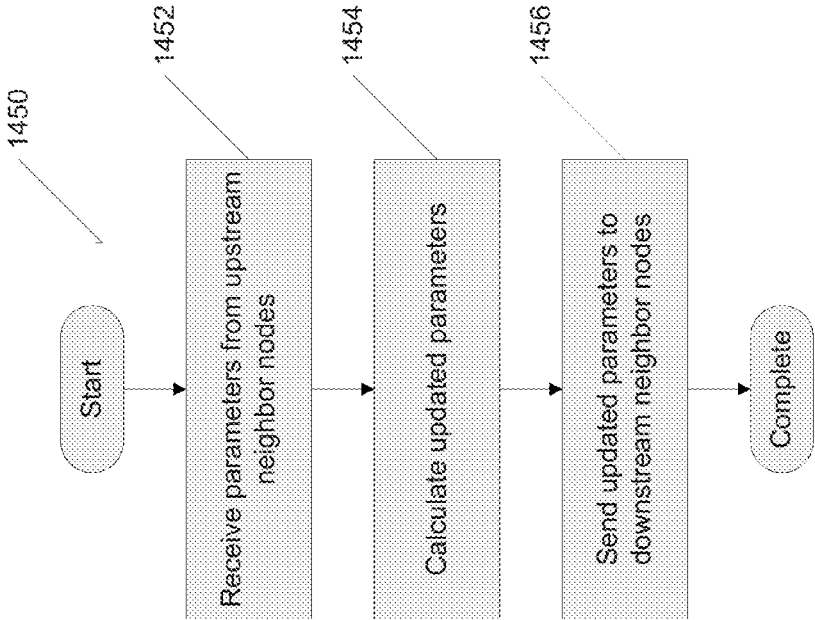 1450
Start
Receive parameters from upstream
neighbor nodes
1452
Calculate updated parameters
1454
Send updated parameters to
downstream neighbor nodes
1456
Complete